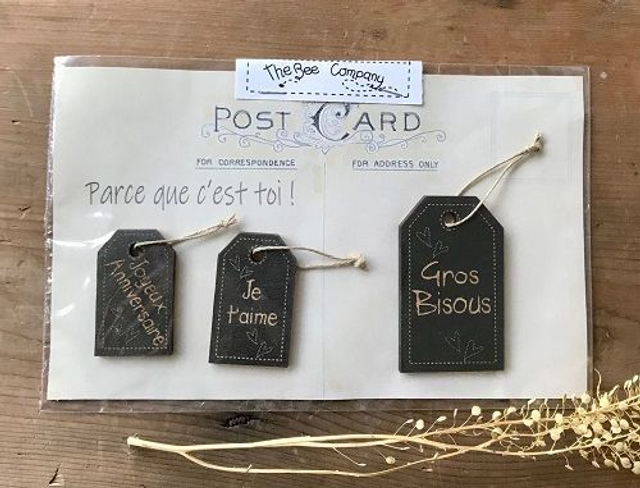 The Bee Company
POST CARD
FOR CORRESPONDENCE
FOR ADDRESS ONLY
Parce que c'est toi !
Joyeux
Anniversaire
Je
t'aime
Gros
Bisous